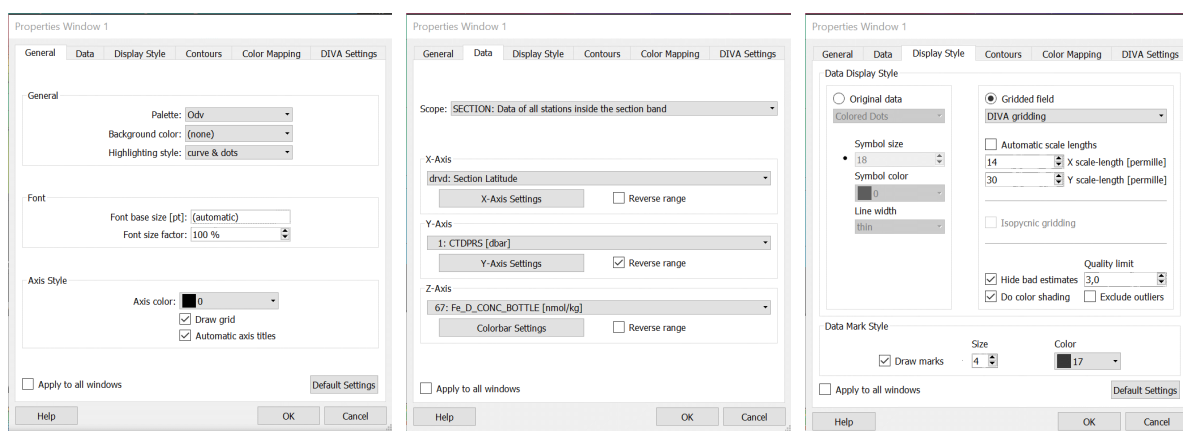 Properties Window 1
General Data Display Style Contours Color Mapping DIVA Settings
General
Palette: Odv
Background color: (none)
Highlighting style: curve & dots
Font
Font base size [pt]: (automatic)
Font size factor: 100 %
Axis Style
Axis color: 0
Draw grid
Automatic axis titles
Apply to all windows Default Settings
Help OK Cancel
Properties Window 1
General Data Display Style Contours Color Mapping DIVA Settings
Scope: SECTION: Data of all stations inside the section band
X-Axis
drvd: Section Latitude
X-Axis Settings Reverse range
Y-Axis
1: CTDPRS [dbar]
Y-Axis Settings Reverse range
Z-Axis
67: Fe_D_CONC_BOTTLE [nmol/kg]
Colorbar Settings Reverse range
Apply to all windows
Help OK Cancel
Properties Window 1
General Data Display Style Contours Color Mapping DIVA Settings
Data Display Style
Original data
Colored Dots
Symbol size
18
Symbol color
0
Line width
thin
Gridded field
DIVA gridding
Automatic scale lengths
14 X scale-length [permille]
30 Y scale-length [permille]
Isopycnic gridding
Quality limit
Hide bad estimates 3,0
Do color shading Exclude outliers
Data Mark Style
Size Color
Draw marks 4 17
Apply to all windows Default Settings
Help OK Cancel